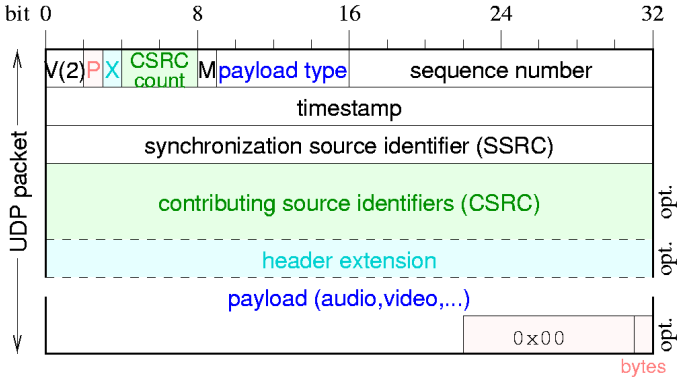 bit 0 8 16 24 32
V(2) P X CSRC count M payload type sequence number
timestamp
synchronization source identifier (SSRC)
contributing source identifiers (CSRC) opt.
header extension opt.
payload (audio,video,...)
0x00 opt.
bytes
UDP packet